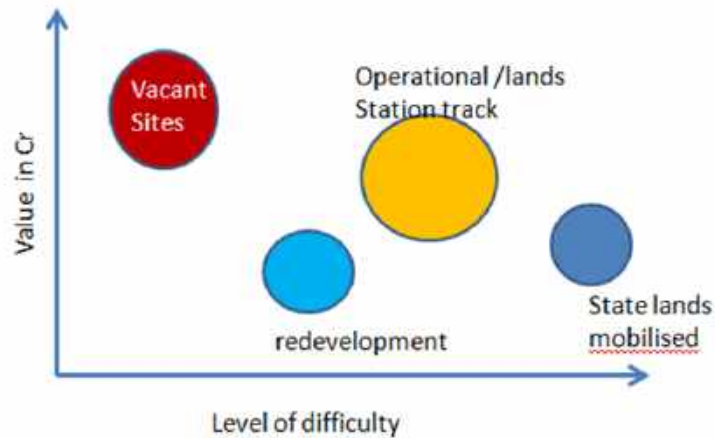 Vacant
Sites
Operational /lands
Station track
Value in Cr
redevelopment
State lands
mobilised
Level of difficulty